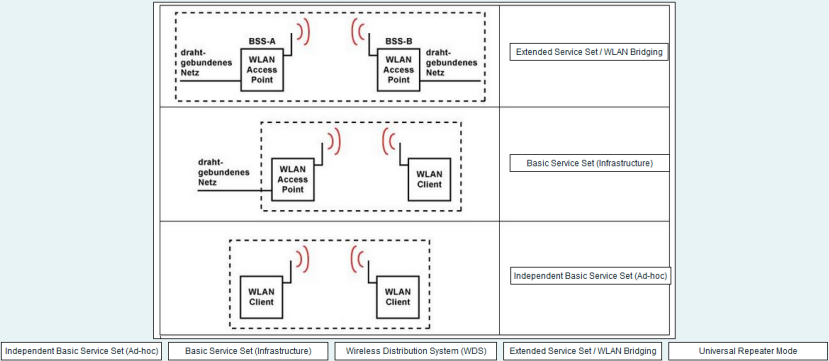 BSS-A
BSS-B
draht-
gebundenes
Netz
WLAN
Access
Point
WLAN
Access
Point
draht-
gebundenes
Netz
Extended Service Set / WLAN Bridging
draht-
gebundenes
Netz
WLAN
Access
Point
WLAN
Client
Basic Service Set (Infrastructure)
WLAN
Client
WLAN
Client
Independent Basic Service Set (Ad-hoc)
Independent Basic Service Set (Ad-hoc)
Basic Service Set (Infrastructure)
Wireless Distribution System (WDS)
Extended Service Set / WLAN Bridging
Universal Repeater Mode